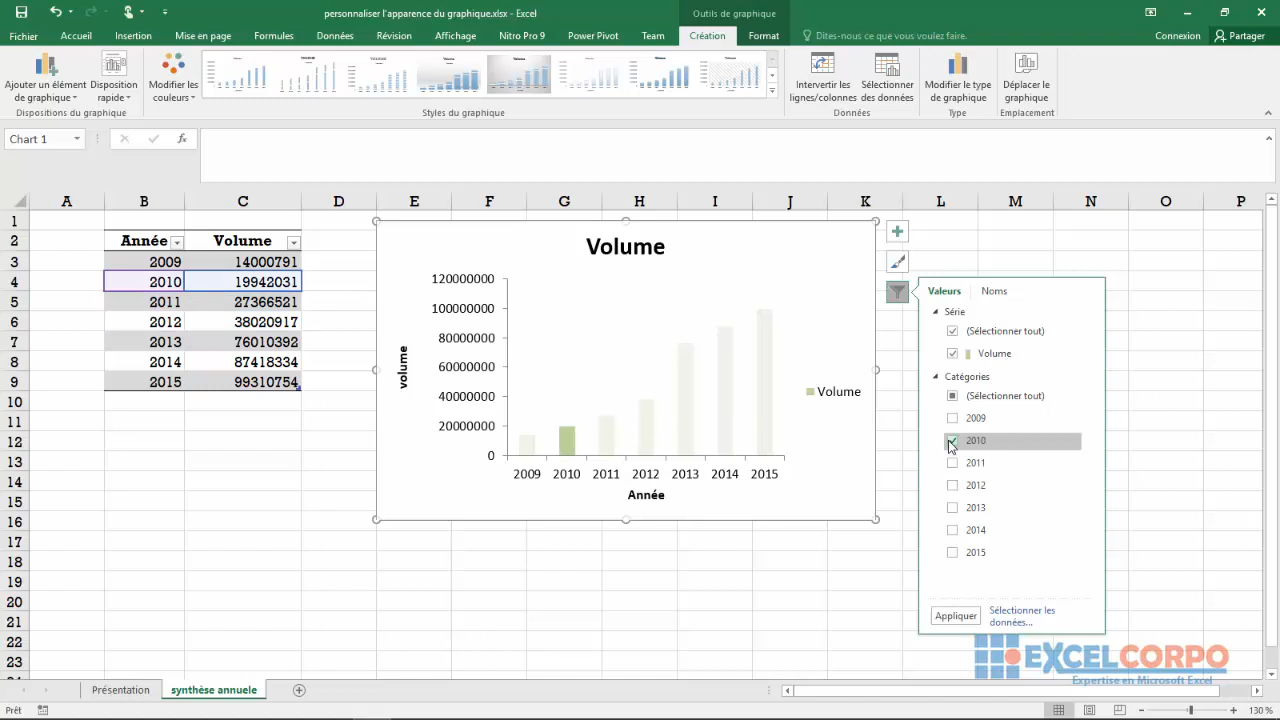 personnaliser l'apparence du graphique.xlsx - Excel
Outils de graphique
Fichier Accueil Insertion Mise en page Formules Données Révision Affichage Nitro Pro 9 Power Pivot Team Création Format Dites-nous ce que vous voulez faire. Connexion Partager
Ajouter un élément de graphique
Disposition rapide
Modifier les couleurs
Intervertir les lignes/colonnes
Sélectionner des données
Modifier le type de graphique
Déplacer le graphique
Dispositions du graphique Styles du graphique Données Type Emplacement
Chart 1
fx
A B C D E F G H I J K L M N O P
1
2 Année Volume
3 2009 14000791
4 2010 19942031
5 2011 27366521
6 2012 38020917
7 2013 76010392
8 2014 87418334
9 2015 99310754
10
11
12
13
14
15
16
17
18
19
20
21
22
23
Volume
120000000
100000000
80000000
60000000
40000000
20000000
0
volume
2009 2010 2011 2012 2013 2014 2015
Année
Volume
Valeurs Noms
Série
(Sélectionner tout)
Volume
Catégories
(Sélectionner tout)
2009
2010
2011
2012
2013
2014
2015
Appliquer
Sélectionner les
données...
EXCELCORPO
Expertise en Microsoft Excel
Présentation synthèse annuele
Prêt
130 %